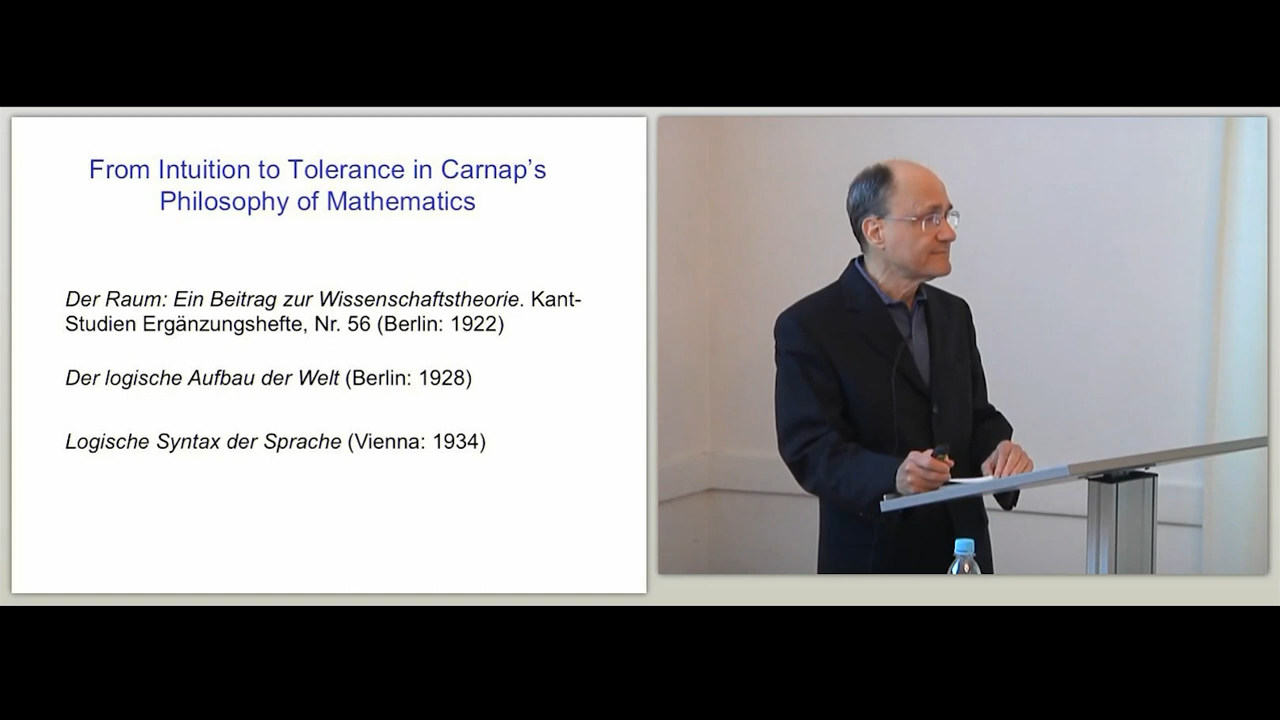 From Intuition to Tolerance in Carnap’s
Philosophy of Mathematics
Der Raum: Ein Beitrag zur Wissenschaftstheorie. Kant-
Studien Ergänzungshefte, Nr. 56 (Berlin: 1922)
Der logische Aufbau der Welt (Berlin: 1928)
Logische Syntax der Sprache (Vienna: 1934)